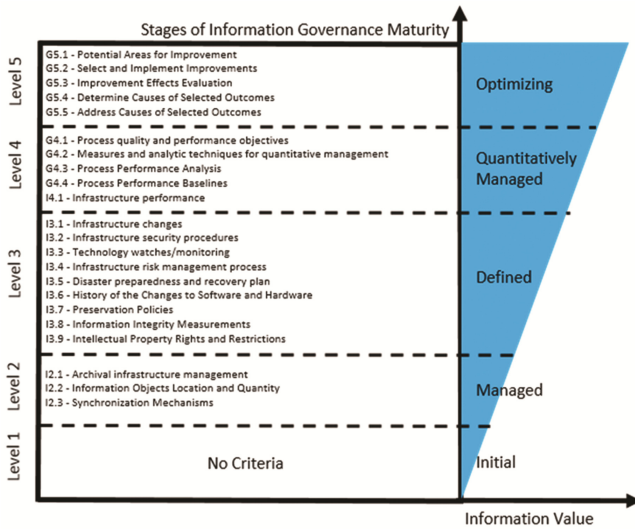 Stages of Information Governance Maturity
Level 5
G5.1 - Potential Areas for Improvement
G5.2 - Select and Implement Improvements
G5.3 - Improvement Effects Evaluation
G5.4 - Determine Causes of Selected Outcomes
G5.5 - Address Causes of Selected Outcomes
Optimizing
Level 4
G4.1 - Process quality and performance objectives
G4.2 - Measures and analytic techniques for quantitative management
G4.3 - Process Performance Analysis
G4.4 - Process Performance Baselines
I4.1 - Infrastructure performance
Quantitatively
Managed
Level 3
I3.1 - Infrastructure changes
I3.2 - Infrastructure security procedures
I3.3 - Technology watches/monitoring
I3.4 - Infrastructure risk management process
I3.5 - Disaster preparedness and recovery plan
I3.6 - History of the Changes to Software and Hardware
I3.7 - Preservation Policies
I3.8 - Information Integrity Measurements
I3.9 - Intellectual Property Rights and Restrictions
Defined
Level 2
I2.1 - Archival infrastructure management
I2.2 - Information Objects Location and Quantity
I2.3 - Synchronization Mechanisms
Managed
Level 1
No Criteria
Initial
Information Value